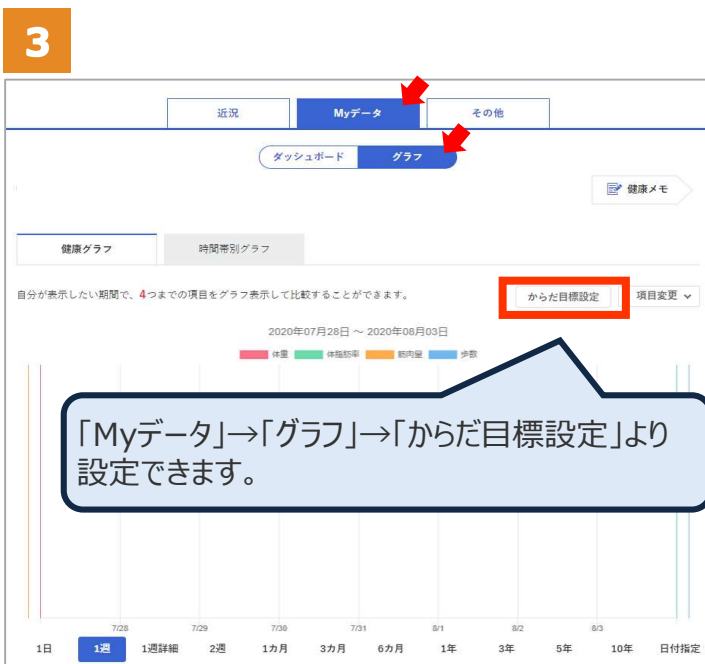 3
近況 Myデータ その他
ダッシュボード グラフ
健康メモ
健康グラフ 時間帯別グラフ
自分が表示したい期間で、4つまでの項目をグラフ表示して比較することができます。
からだ目標設定 項目変更
2020年07月28日 ~ 2020年08月03日
体重 体脂肪率 筋肉量 歩数
「Myデータ」→「グラフ」→「からだ目標設定」より
設定できます。
7/28 7/29 7/30 7/31 8/1 8/2 8/3
1日 1週 1週詳細 2週 1カ月 3カ月 6カ月 1年 3年 5年 10年 日付指定